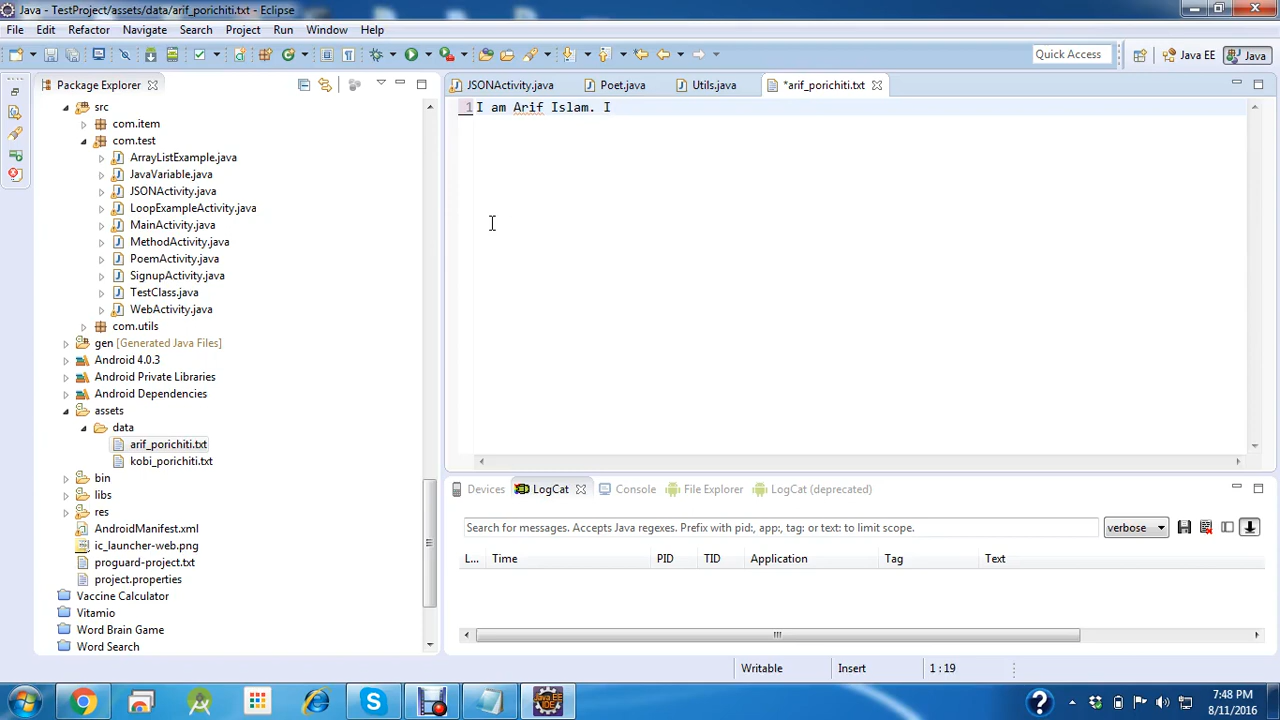 Java - TestProject/assets/data/arif_porichiti.txt - Eclipse
File Edit Refactor Navigate Search Project Run Window Help
Quick Access
Java EE
Java
Package Explorer
src
com.item
com.test
ArrayListExample.java
JavaVariable.java
JSONActivity.java
LoopExampleActivity.java
MainActivity.java
MethodActivity.java
PoemActivity.java
SignupActivity.java
TestClass.java
WebActivity.java
com.utils
gen [Generated Java Files]
Android 4.0.3
Android Private Libraries
Android Dependencies
assets
data
arif_porichiti.txt
kobi_porichiti.txt
bin
libs
res
AndroidManifest.xml
ic_launcher-web.png
proguard-project.txt
project.properties
Vaccine Calculator
Vitamio
Word Brain Game
Word Search
JSONActivity.java Poet.java Utils.java *arif_porichiti.txt
1 I am Arif Islam. I
Devices LogCat Console File Explorer LogCat (deprecated)
Search for messages. Accepts Java regexes. Prefix with pid:, app:, tag: or text: to limit scope.
verbose
L... Time PID TID Application Tag Text
Writable Insert 1 : 19
Java EE
IDE
7:48 PM
8/11/2016